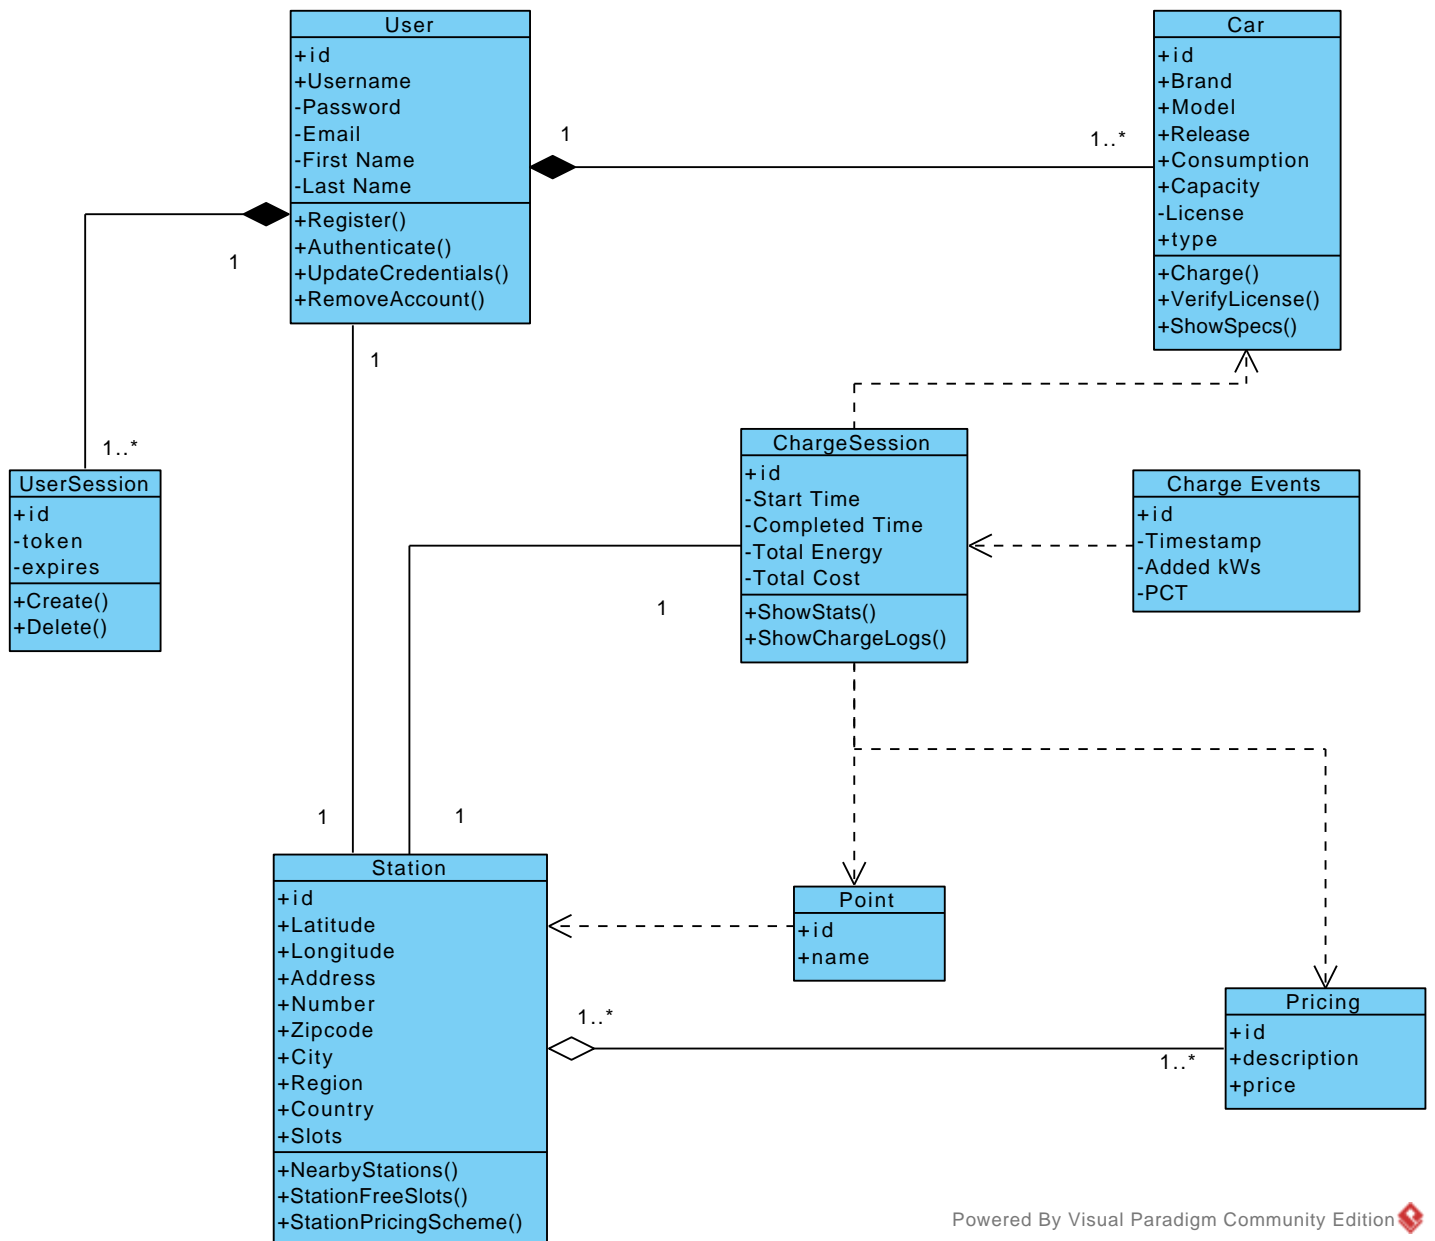 User
+id
+Username
-Password
-Email
-First Name
-Last Name
+Register()
+Authenticate()
+UpdateCredentials()
+RemoveAccount()
Car
+id
+Brand
+Model
+Release
+Consumption
+Capacity
-License
+type
+Charge()
+VerifyLicense()
+ShowSpecs()
1
1..*
1
1
1..*
UserSession
+id
-token
-expires
+Create()
+Delete()
ChargeSession
+id
-Start Time
-Completed Time
-Total Energy
-Total Cost
+ShowStats()
+ShowChargeLogs()
Charge Events
+id
-Timestamp
-Added kWs
-PCT
1
1
1
Station
+id
+Latitude
+Longitude
+Address
+Number
+Zipcode
+City
+Region
+Country
+Slots
+NearbyStations()
+StationFreeSlots()
+StationPricingScheme()
Point
+id
+name
1..*
1..*
Pricing
+id
+description
+price
Powered By Visual Paradigm Community Edition